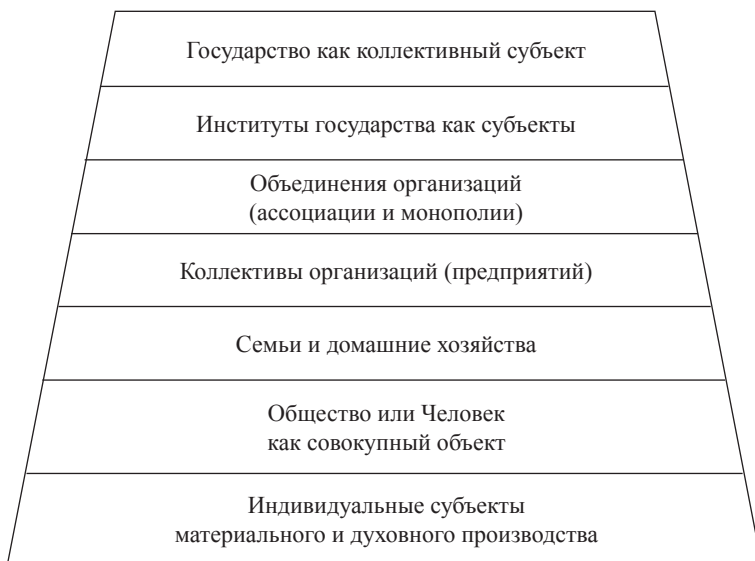 Государство как коллективный субъект
Институты государства как субъекты
Объединения организаций
(ассоциации и монополии)
Коллективы организаций (предприятий)
Семьи и домашние хозяйства
Общество или Человек
как совокупный объект
Индивидуальные субъекты
материального и духовного производства